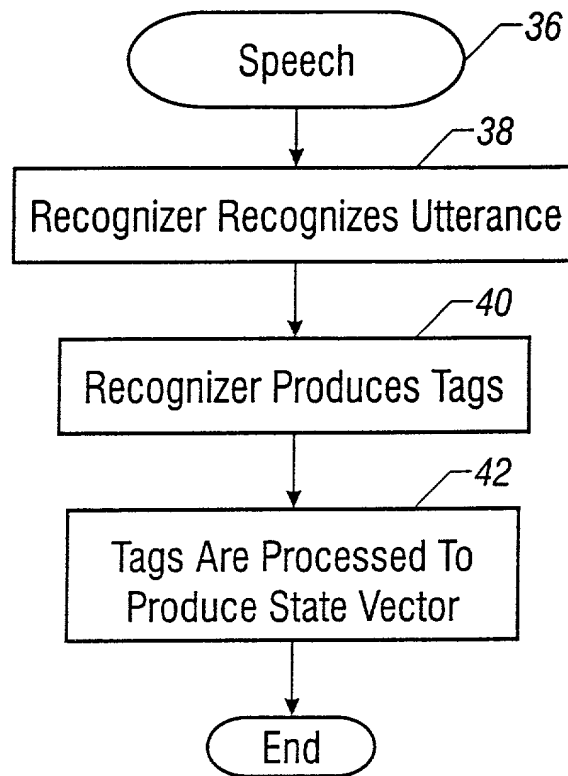 36
Speech
38
Recognizer Recognizes Utterance
40
Recognizer Produces Tags
42
Tags Are Processed To
Produce State Vector
End